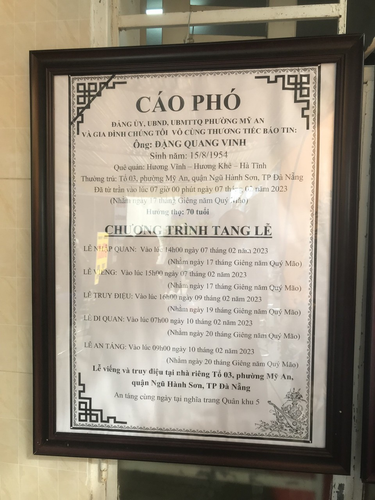 CÁO PHÓ
ĐẢNG ỦY, UBND, UBMTTQ PHƯỜNG MỸ AN
VÀ GIA ĐÌNH CHÚNG TÔI VÔ CÙNG THƯƠNG TIẾC BÁO TIN:
Ông: ĐẶNG QUANG VINH
Sinh năm: 15/8/1954
Quê quán: Hương Vĩnh – Hương Khê – Hà Tĩnh
Thường trú: Tổ 03, phường Mỹ An, quận Ngũ Hành Sơn, TP Đà Nẵng
Đã từ trần vào lúc 07 giờ 00 phút ngày 07 tháng 02 năm 2023
(Nhằm ngày 17 tháng Giêng năm Quý Mão)
Hưởng thọ: 70 tuổi
CHƯƠNG TRÌNH TANG LỄ
LỄ NHẬP QUAN: Vào lúc 14h00 ngày 07 tháng 02 năm 2023
(Nhằm ngày 17 tháng Giêng năm Quý Mão)
LỄ VIẾNG: Vào lúc 15h00 ngày 07 tháng 02 năm 2023
(Nhằm ngày 17 tháng Giêng năm Quý Mão)
LỄ TRUY ĐIỆU: Vào lúc 16h00 ngày 09 tháng 02 năm 2023
(Nhằm ngày 19 tháng Giêng năm Quý Mão)
LỄ DI QUAN: Vào lúc 07h00 ngày 10 tháng 02 năm 2023
(Nhằm ngày 20 tháng Giêng năm Quý Mão)
LỄ AN TÁNG: Vào lúc 09h00 ngày 10 tháng 02 năm 2023
(Nhằm ngày 20 tháng Giêng năm Quý Mão)
Lễ viếng và truy điệu tại nhà riêng Tổ 03, phường Mỹ An,
quận Ngũ Hành Sơn, TP Đà Nẵng
An táng cùng ngày tại nghĩa trang Quân khu 5